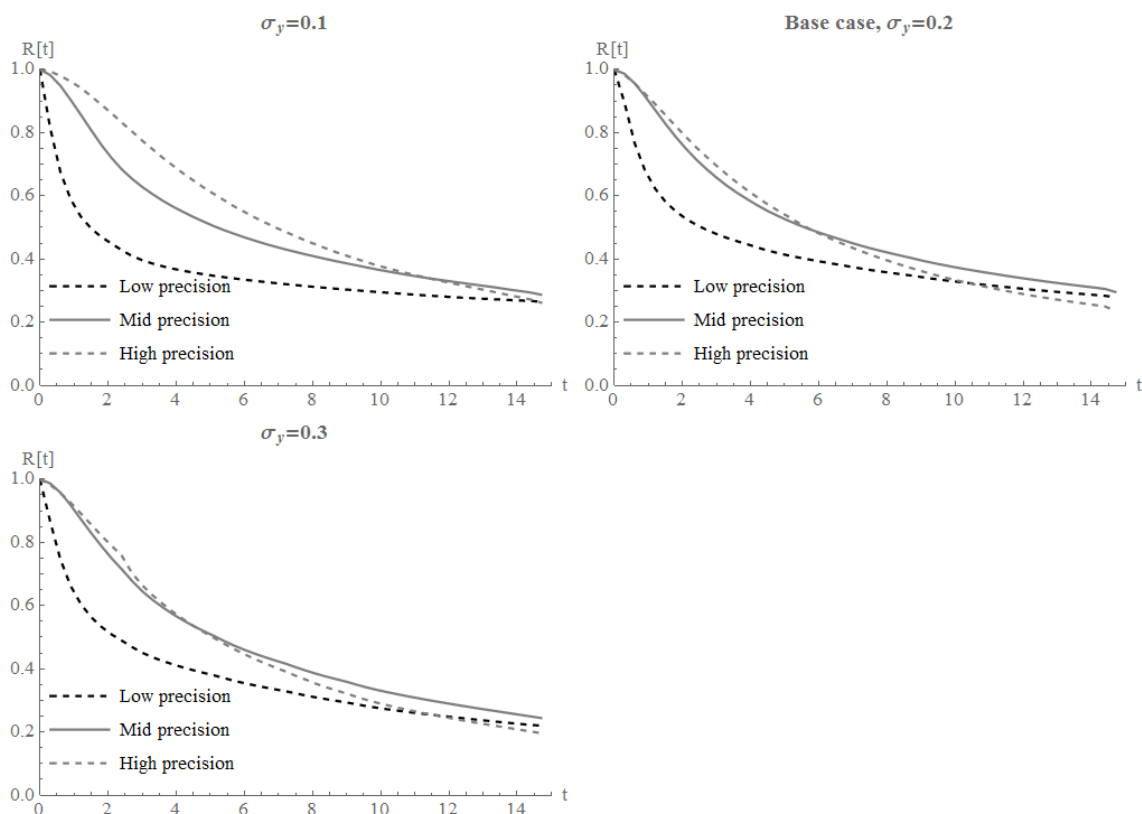 σy=0.1
R[t]
1.0
0.8
0.6
0.4
0.2
0.0
Low precision
Mid precision
High precision
0 2 4 6 8 10 12 14 t
Base case, σy=0.2
R[t]
1.0
0.8
0.6
0.4
0.2
0.0
Low precision
Mid precision
High precision
0 2 4 6 8 10 12 14 t
σy=0.3
R[t]
1.0
0.8
0.6
0.4
0.2
0.0
Low precision
Mid precision
High precision
0 2 4 6 8 10 12 14 t